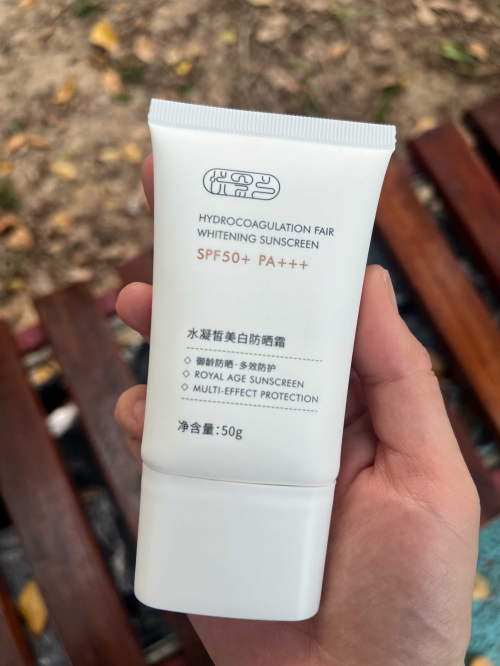 HYDROCOAGULATION FAIR
WHITENING SUNSCREEN
SPF50+ PA+++
水凝皙美白防晒霜
御龄防晒·多效防护
ROYAL AGE SUNSCREEN
MULTI-EFFECT PROTECTION
净含量:50g